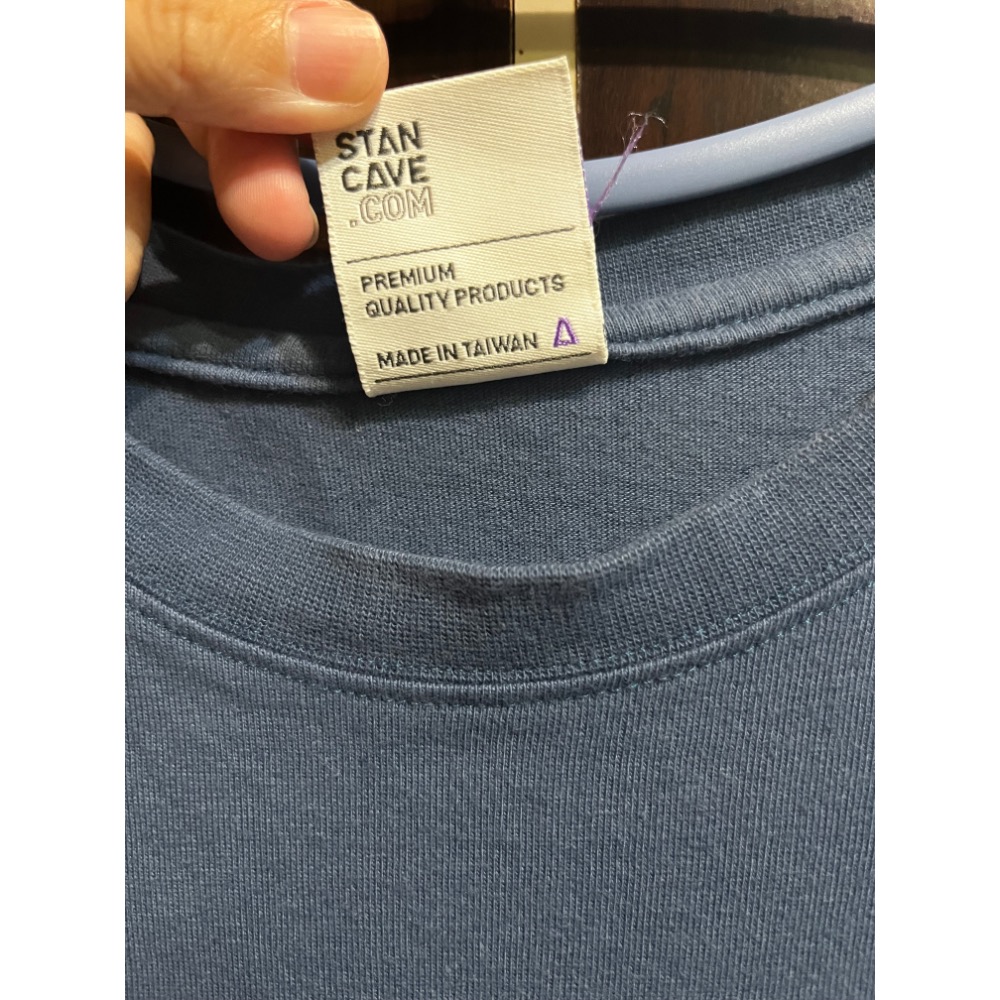 STAN
CAVE
.COM
PREMIUM
QUALITY PRODUCTS
MADE IN TAIWAN